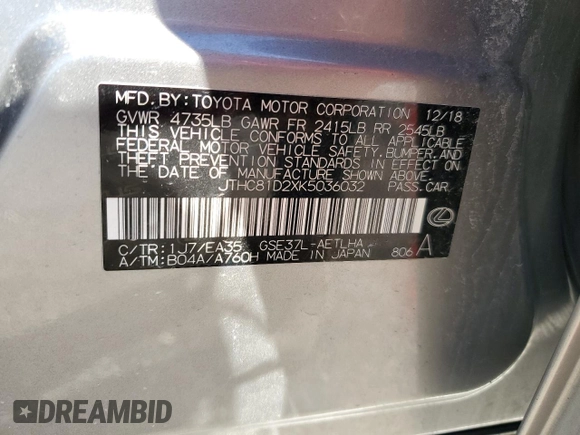 MFD. BY: TOYOTA MOTOR CORPORATION 12/18
GVWR 4735LB GAWR FR 2415LB RR 2545LB
THIS VEHICLE CONFORMS TO ALL APPLICABLE
FEDERAL MOTOR VEHICLE SAFETY, BUMPER, AND
THEFT PREVENTION STANDARDS IN EFFECT ON
THE DATE OF MANUFACTURE SHOWN ABOVE.
JTHC81D2XK5036032 PASS. CAR
C/TR: 1J7/EA35 GSE37L-AETLHA
A/TM: B04A/A760H MADE IN JAPAN 806 A
DREAMBID